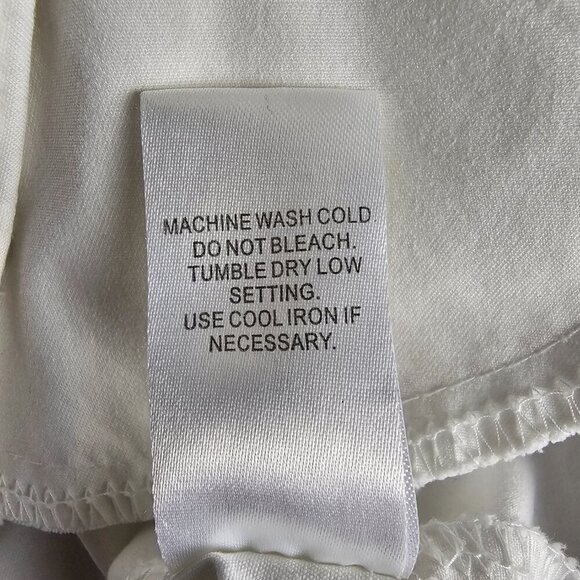 MACHINE WASH COLD
DO NOT BLEACH.
TUMBLE DRY LOW
SETTING.
USE COOL IRON IF
NECESSARY.